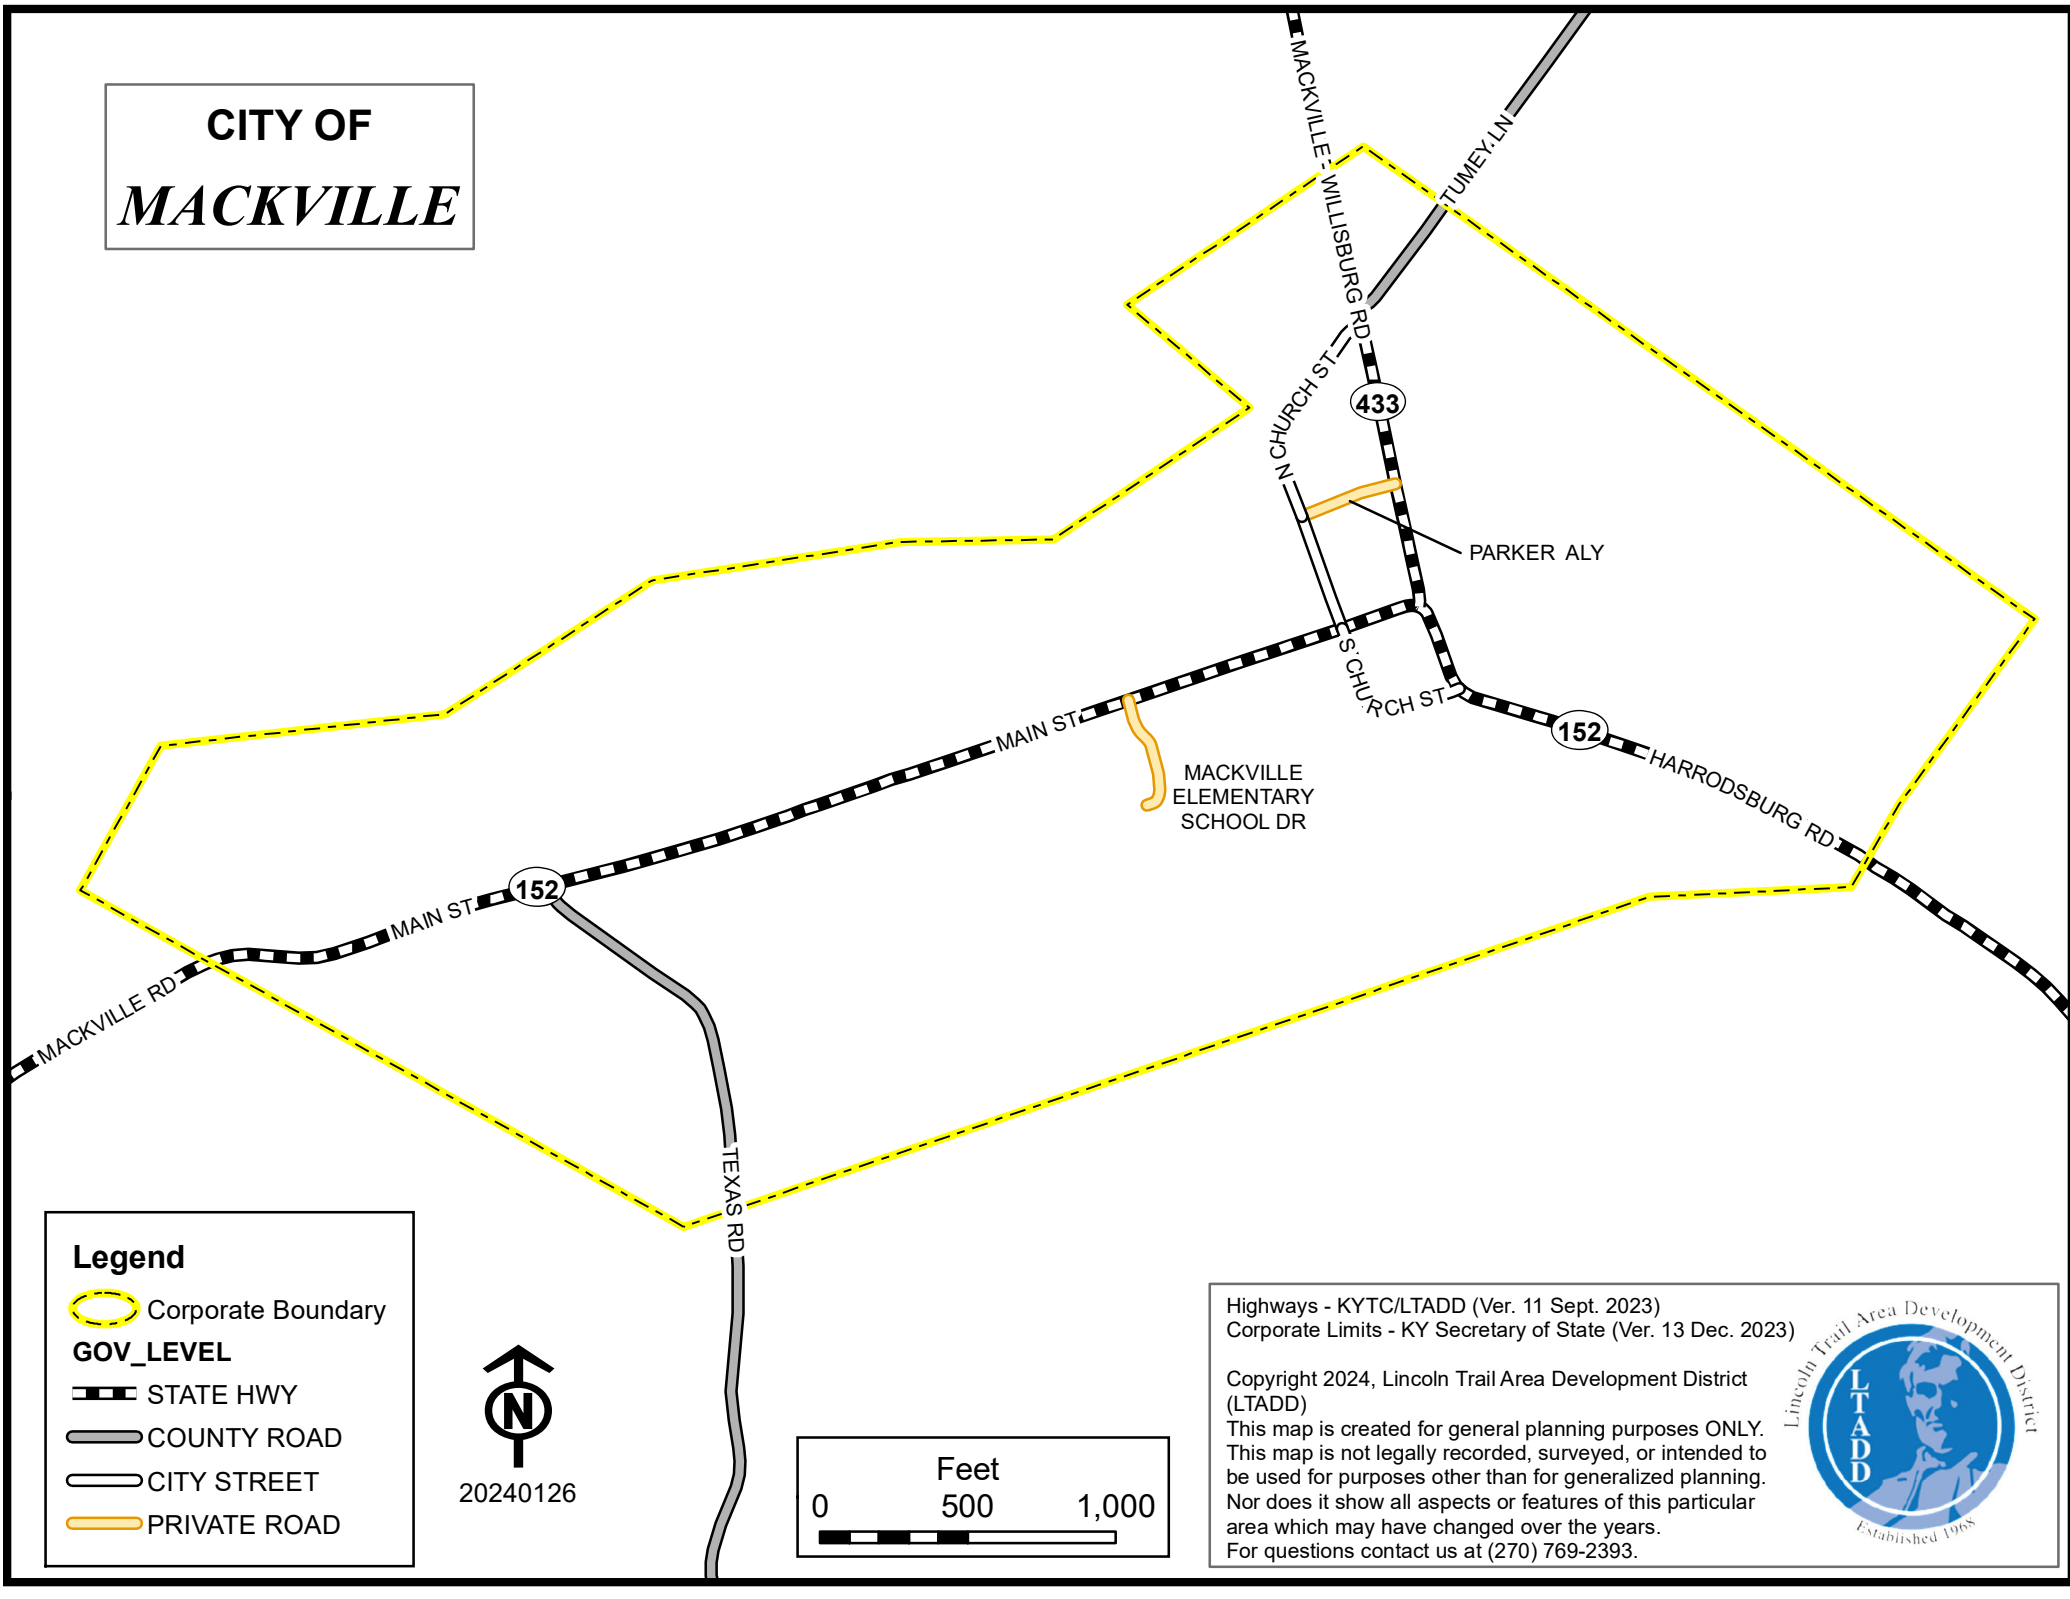 CITY OF
MACKVILLE
MACKVILLE - WILLISBURG RD
TUMEY LN
N CHURCH ST
433
PARKER ALY
S CHURCH ST
MAIN ST
152
HARRODSBURG RD
MACKVILLE
ELEMENTARY
SCHOOL DR
152
MAIN ST
MACKVILLE RD
TEXAS RD
Legend
Corporate Boundary
GOV_LEVEL
STATE HWY
COUNTY ROAD
CITY STREET
PRIVATE ROAD
N
20240126
Feet
0 500 1,000
Highways - KYTC/LTADD (Ver. 11 Sept. 2023)
Corporate Limits - KY Secretary of State (Ver. 13 Dec. 2023)
Copyright 2024, Lincoln Trail Area Development District
(LTADD)
This map is created for general planning purposes ONLY.
This map is not legally recorded, surveyed, or intended to
be used for purposes other than for generalized planning.
Nor does it show all aspects or features of this particular
area which may have changed over the years.
For questions contact us at (270) 769-2393.
Lincoln Trail Area Development District
LTADD
Established 1968